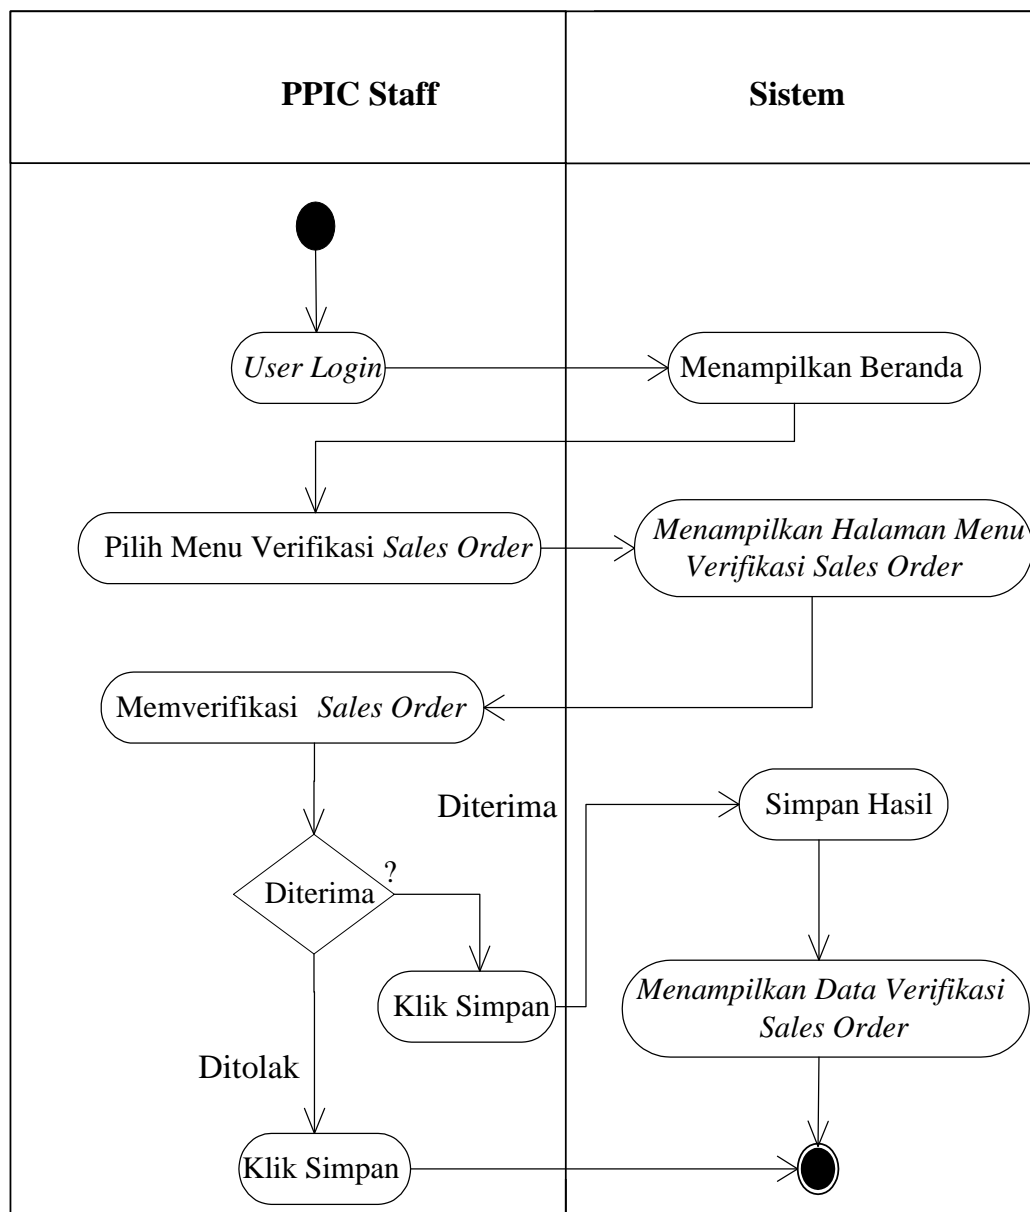 PPIC Staff
Sistem
User Login
Menampilkan Beranda
Pilih Menu Verifikasi Sales Order
Menampilkan Halaman Menu
Verifikasi Sales Order
Memverifikasi Sales Order
Diterima
Simpan Hasil
?
Diterima
Klik Simpan
Menampilkan Data Verifikasi
Sales Order
Ditolak
Klik Simpan